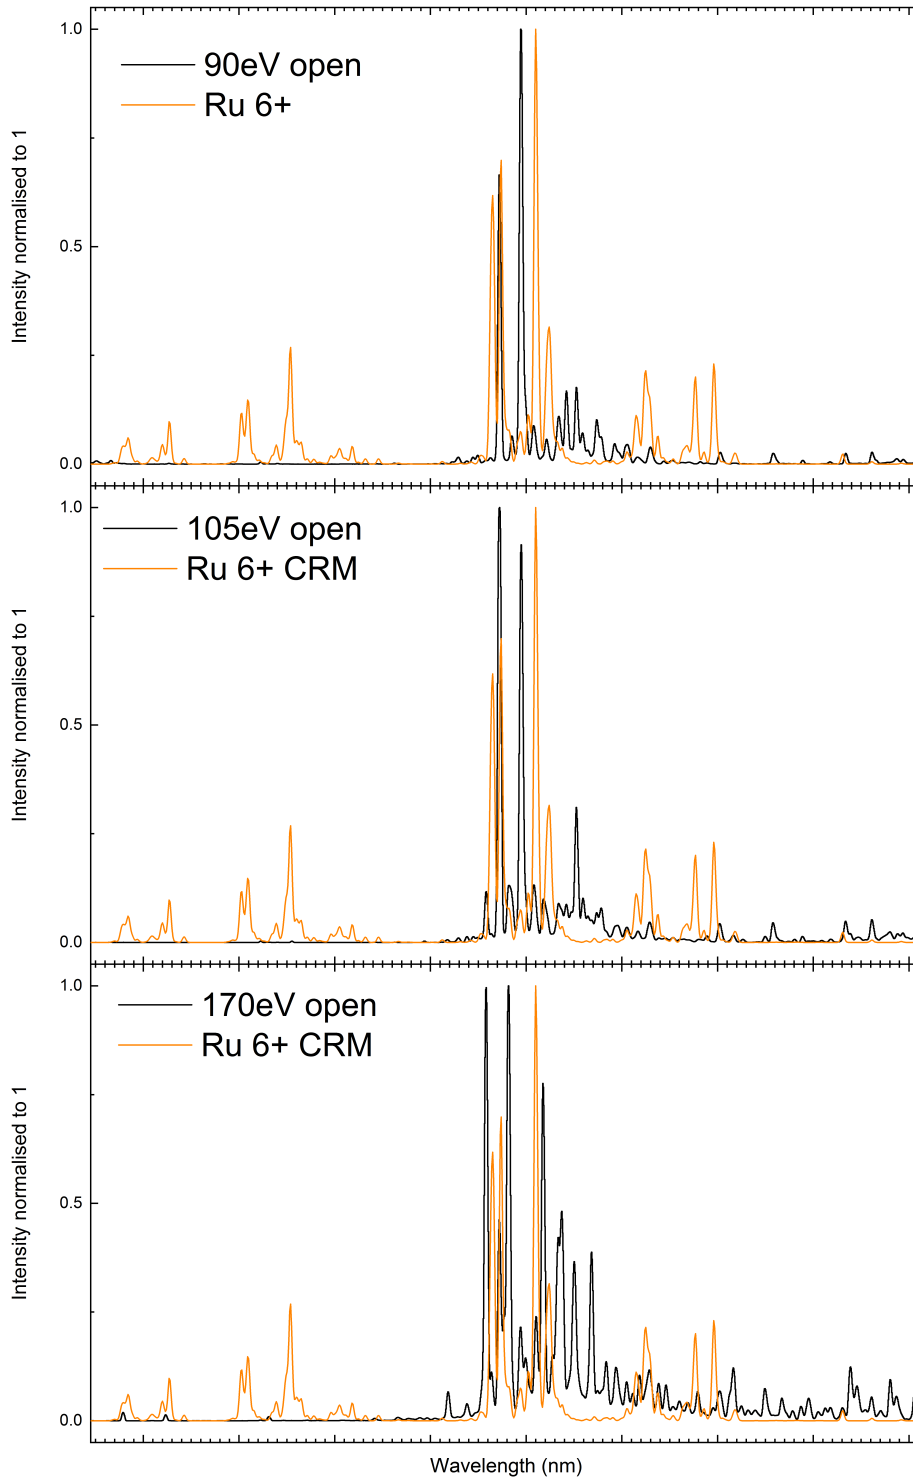 1.0
90eV open
Ru 6+
0.5
0.0
Intensity normalised to 1
1.0
105eV open
Ru 6+ CRM
0.5
0.0
Intensity normalised to 1
1.0
170eV open
Ru 6+ CRM
0.5
0.0
Intensity normalised to 1
Wavelength (nm)